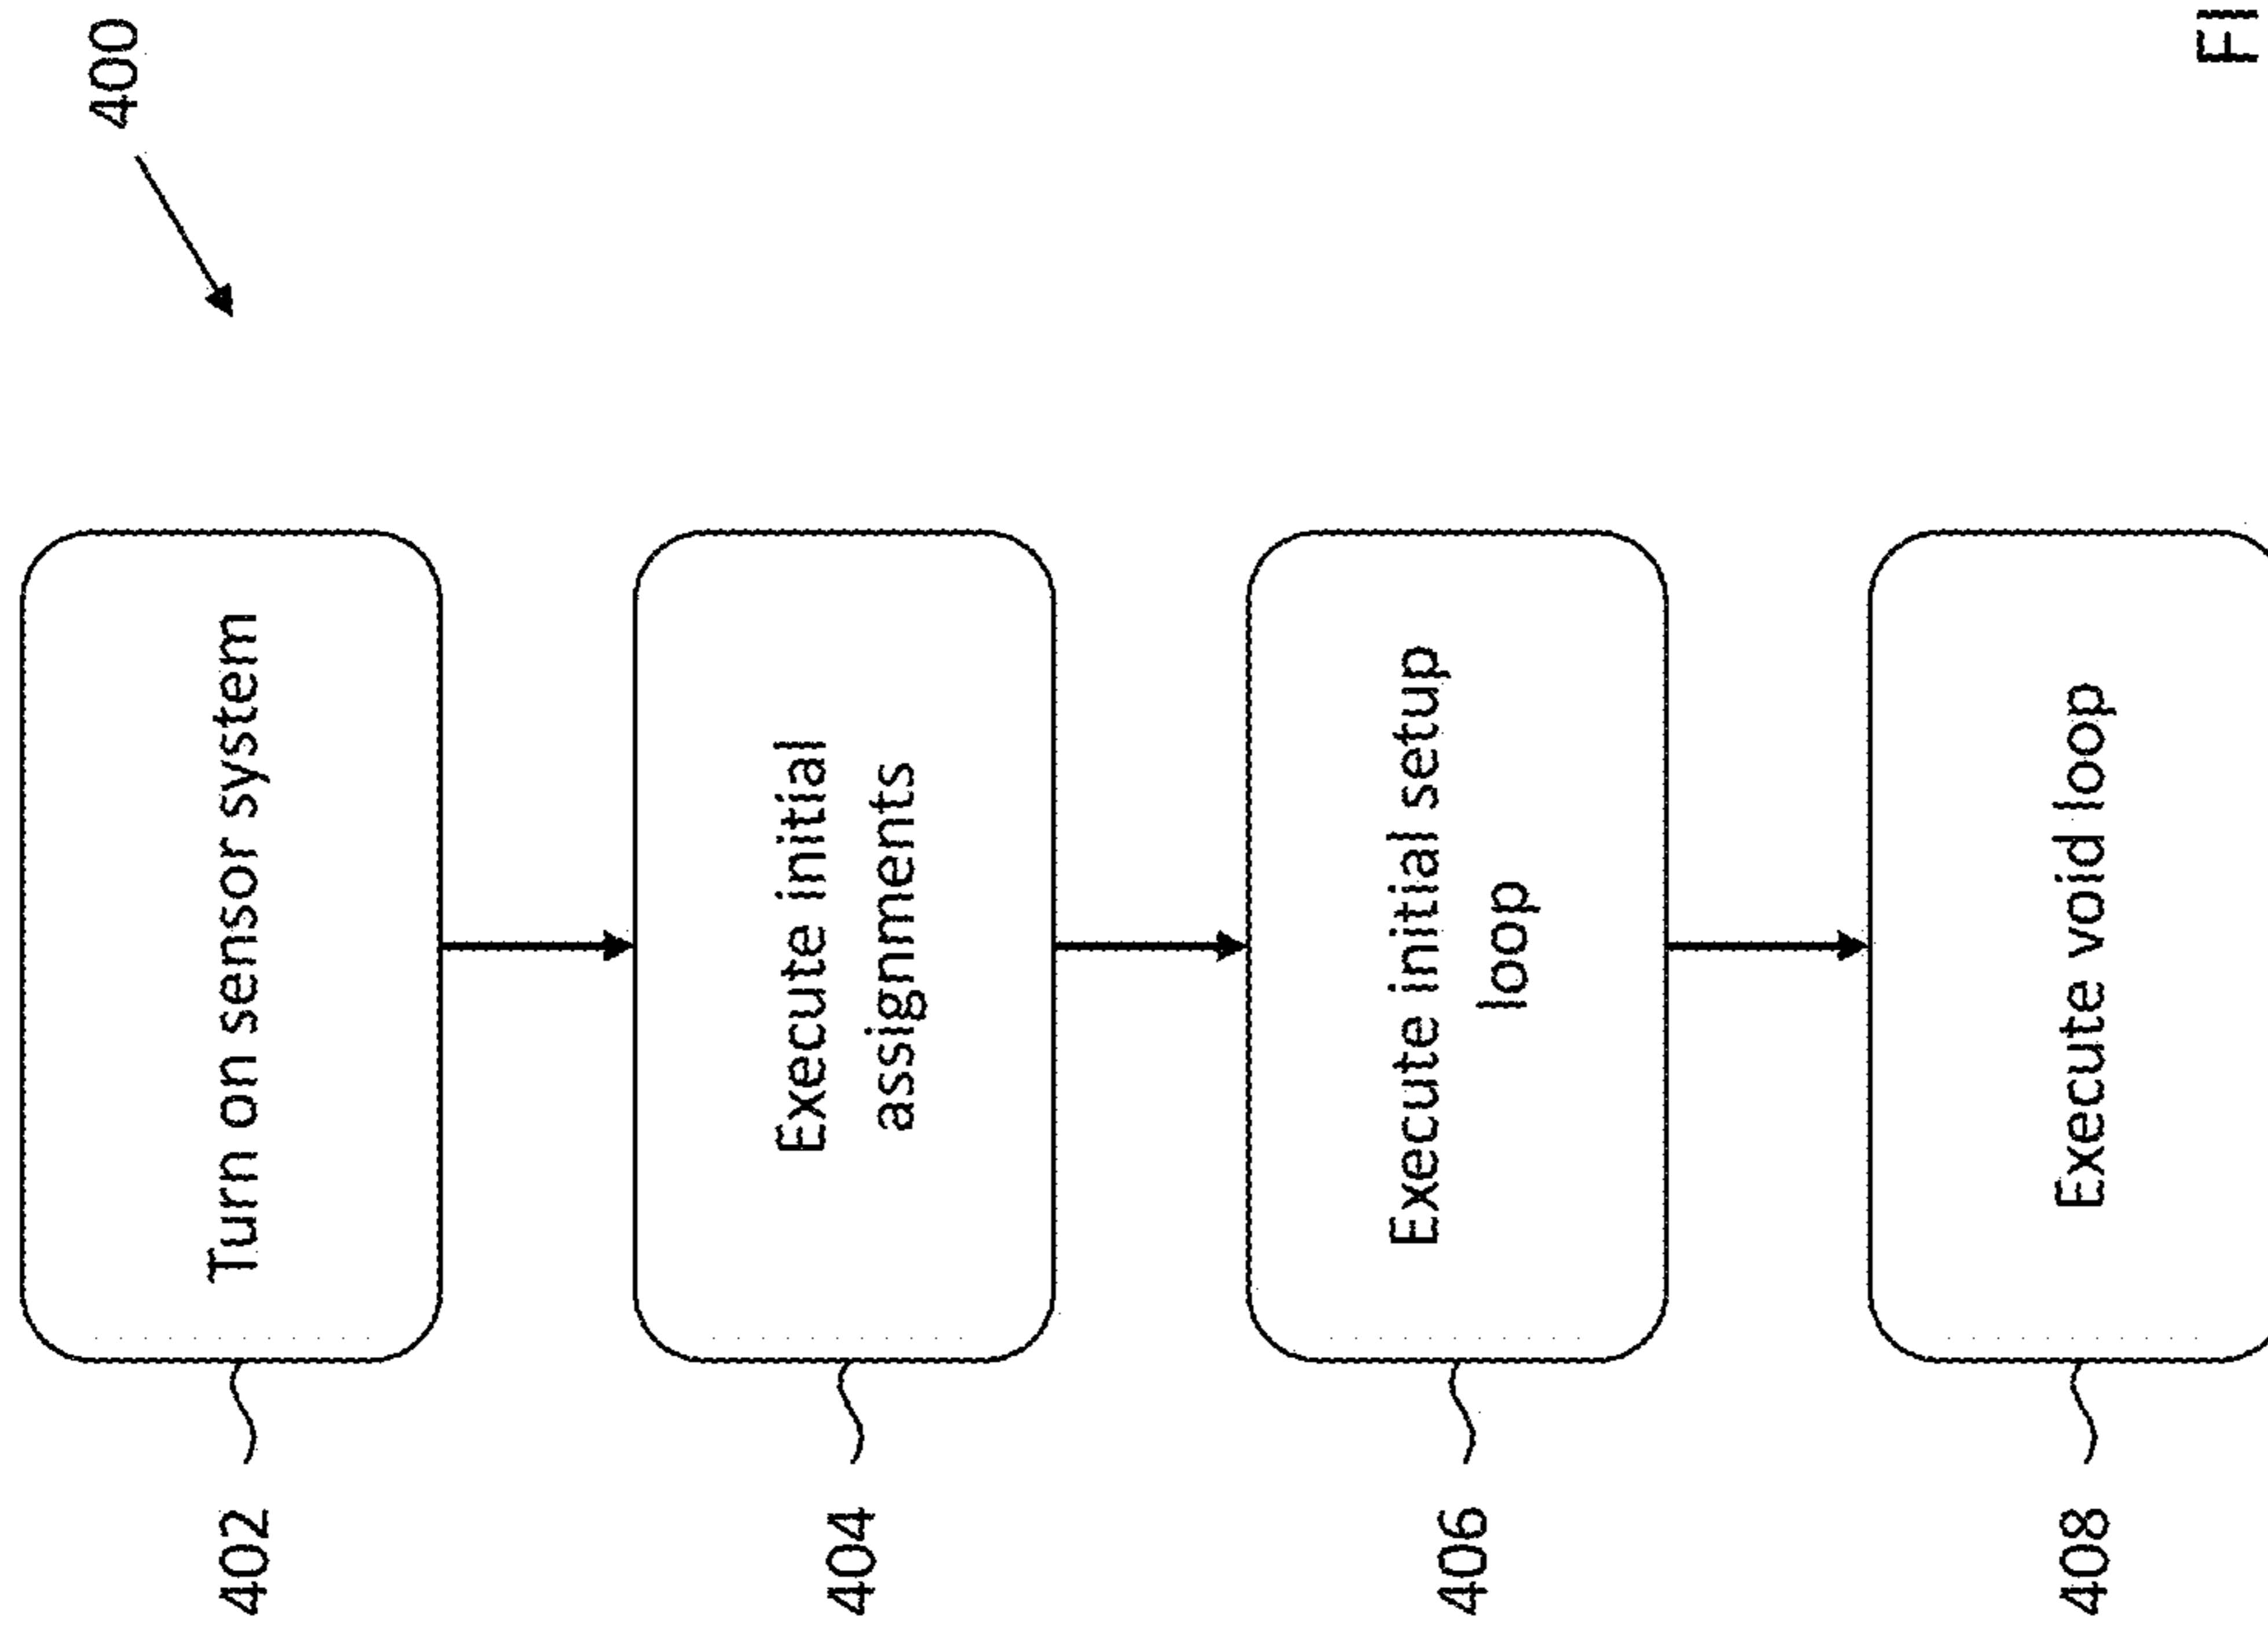 400
402
Turn on sensor system
404
Execute initial
assignments
406
Execute initial setup
loop
408
Execute void loop
FI